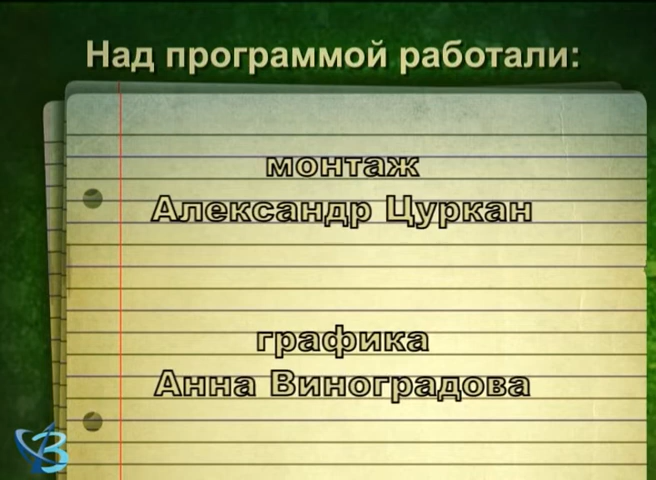 Над программой работали:
монтаж
Александр Цуркан
графика
Анна Виноградова